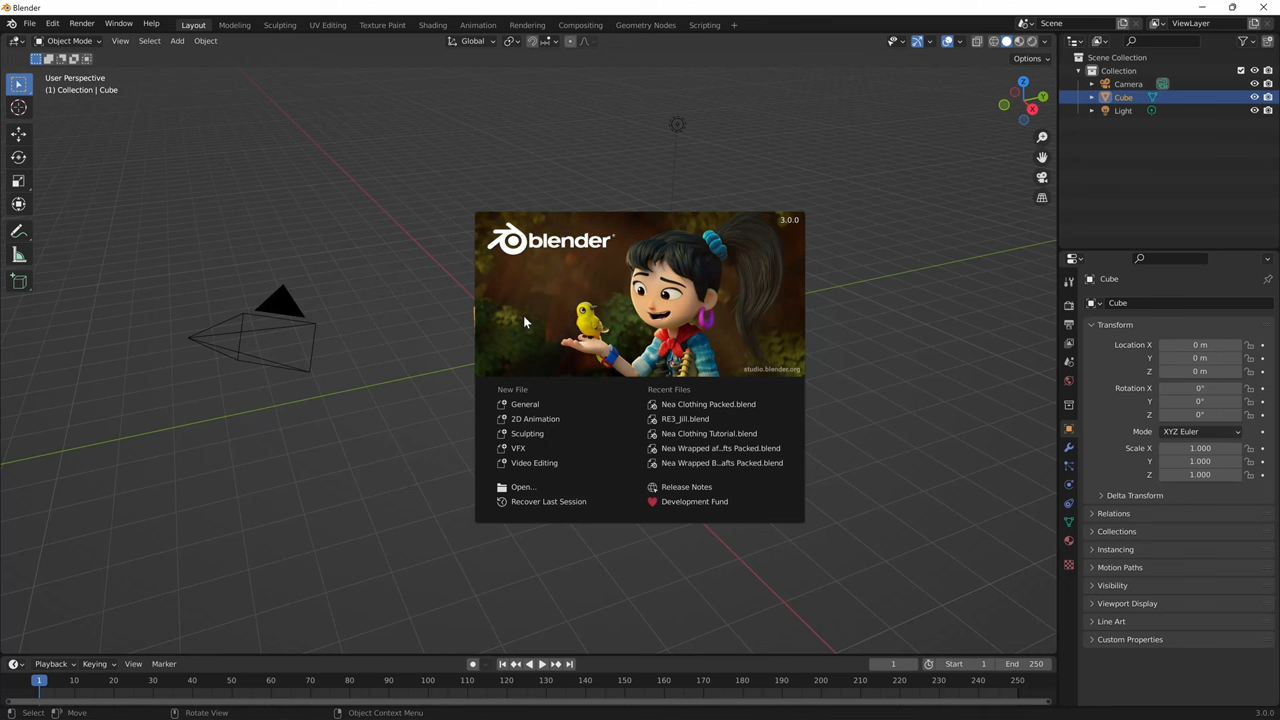 Blender
File Edit Render Window Help Layout Modeling Sculpting UV Editing Texture Paint Shading Animation Rendering Compositing Geometry Nodes Scripting + Scene ViewLayer
Object Mode View Select Add Object Global
Options
User Perspective
(1) Collection | Cube
Z
Y
X
Scene Collection
Collection
Camera
Cube
Light
3.0.0
blender
studio.blender.org
New File
General
2D Animation
Sculpting
VFX
Video Editing
Open...
Recover Last Session
Recent Files
Nea Clothing Packed.blend
RE3_Jill.blend
Nea Clothing Tutorial.blend
Nea Wrapped af...fts Packed.blend
Nea Wrapped B...afts Packed.blend
Release Notes
Development Fund
Cube
Cube
Transform
Location X 0 m
Y 0 m
Z 0 m
Rotation X 0°
Y 0°
Z 0°
Mode XYZ Euler
Scale X 1.000
Y 1.000
Z 1.000
Delta Transform
Relations
Collections
Instancing
Motion Paths
Visibility
Viewport Display
Line Art
Custom Properties
Playback Keying View Marker 1 Start 1 End 250
1 10 20 30 40 50 60 70 80 90 100 110 120 130 140 150 160 170 180 190 200 210 220 230 240 250
Select Move Rotate View Object Context Menu 3.0.0